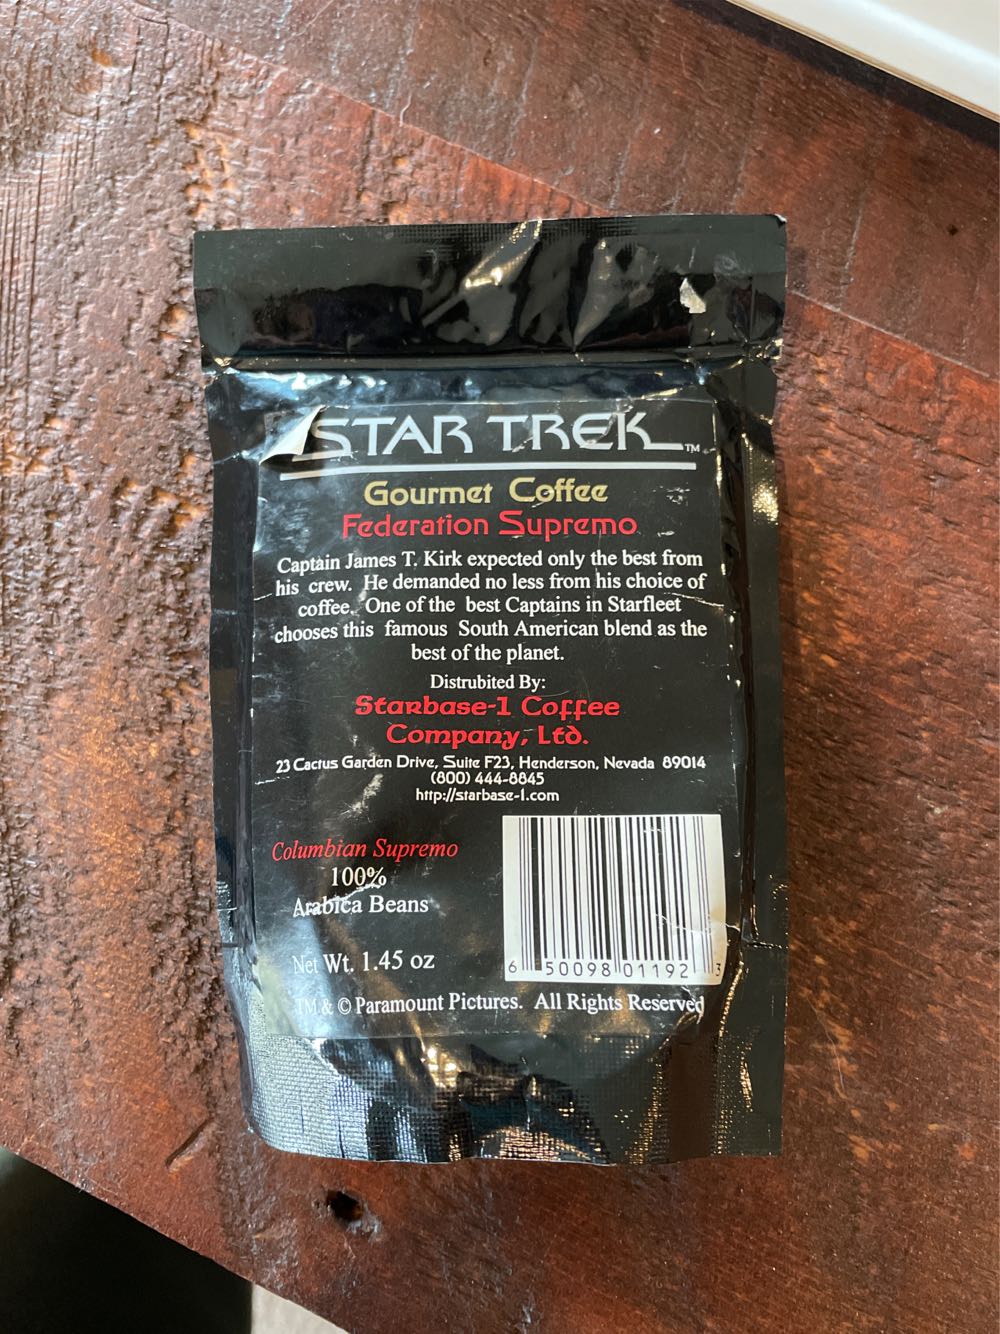 STAR TREK™
Gourmet Coffee
Federation Supremo
Captain James T. Kirk expected only the best from
his crew. He demanded no less from his choice of
coffee. One of the best Captains in Starfleet
chooses this famous South American blend as the
best of the planet.
Distrubited By:
Starbase-1 Coffee
Company, Ltd.
23 Cactus Garden Drive, Suite F23, Henderson, Nevada 89014
(800) 444-8845
http://starbase-1.com
Columbian Supremo
100%
Arabica Beans
Net Wt. 1.45 oz
6 50098 01192 3
TM & © Paramount Pictures. All Rights Reserved